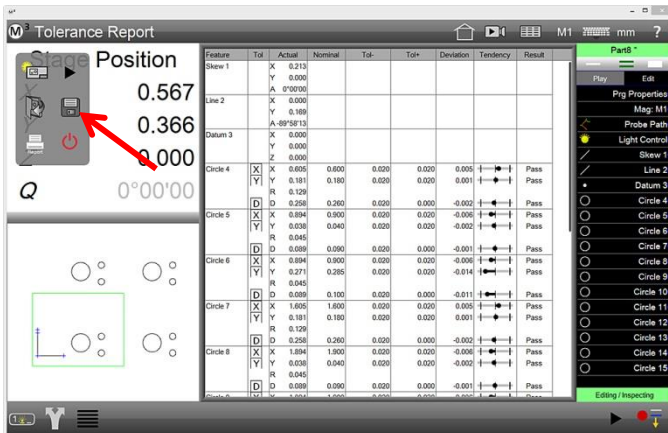 M³
M³ Tolerance Report M1 mm ?
Stage Position
0.567
0.366
0.000
Q 0°00'00
Feature Tol Actual Nominal Tol- Tol+ Deviation Tendency Result
Skew 1 X 0.213
Y 0.000
A 0°00'00
Line 2 X 0.000
Y 0.169
A -89°58'13
Datum 3 X 0.000
Y 0.000
Z 0.000
Circle 4 X X 0.605 0.600 0.020 0.020 0.005 Pass
Y Y 0.181 0.180 0.020 0.020 0.001 Pass
R 0.129
D D 0.258 0.260 0.020 0.000 -0.002 Pass
Circle 5 X X 0.894 0.900 0.020 0.020 -0.006 Pass
Y Y 0.038 0.040 0.020 0.020 -0.002 Pass
R 0.045
D D 0.089 0.090 0.020 0.000 -0.001 Pass
Circle 6 X X 0.894 0.900 0.020 0.020 -0.006 Pass
Y Y 0.271 0.285 0.020 0.020 -0.014 Pass
R 0.045
D D 0.089 0.100 0.020 0.000 -0.011 Pass
Circle 7 X X 1.605 1.600 0.020 0.020 0.005 Pass
Y Y 0.181 0.180 0.020 0.020 0.001 Pass
R 0.129
D D 0.258 0.260 0.020 0.000 -0.002 Pass
Circle 8 X X 1.894 1.900 0.020 0.020 -0.006 Pass
Y Y 0.038 0.040 0.020 0.020 -0.002 Pass
R 0.045
D D 0.089 0.090 0.020 0.000 -0.001 Pass
Part8 *
Play Edit
Prg Properties
Mag: M1
Probe Path
Light Control
Skew 1
Line 2
Datum 3
Circle 4
Circle 5
Circle 6
Circle 7
Circle 8
Circle 9
Circle 10
Circle 11
Circle 12
Circle 13
Circle 14
Circle 15
Editing / Inspecting